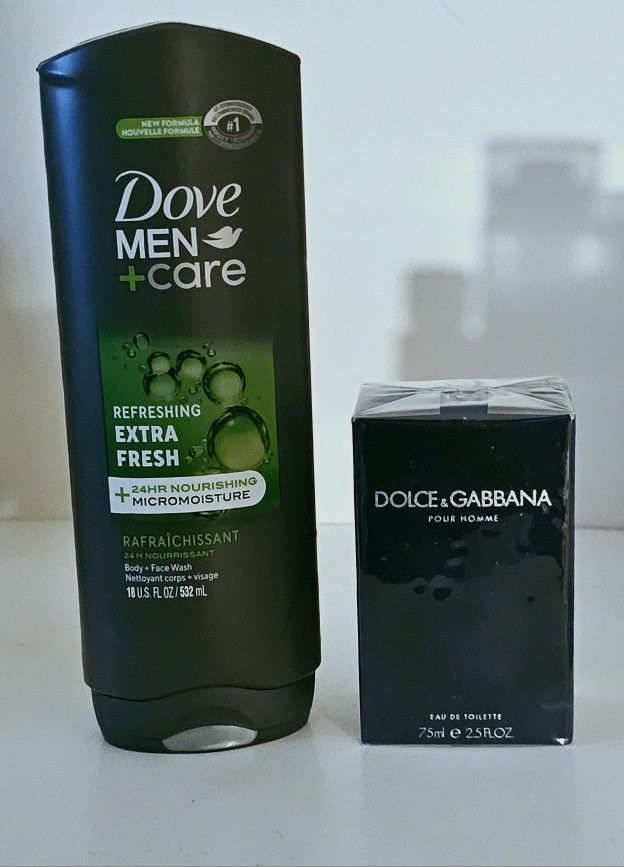 NEW FORMULA
NOUVELLE FORMULE
#1
Dove
MEN
+care
REFRESHING
EXTRA
FRESH
+24HR NOURISHING
MICROMOISTURE
RAFRAÎCHISSANT
24 H NOURRISSANT
Body + Face Wash
Nettoyant corps + visage
18 U.S. FL OZ / 532 mL
DOLCE & GABBANA
POUR HOMME
EAU DE TOILETTE
75ml e 2.5 FL.OZ